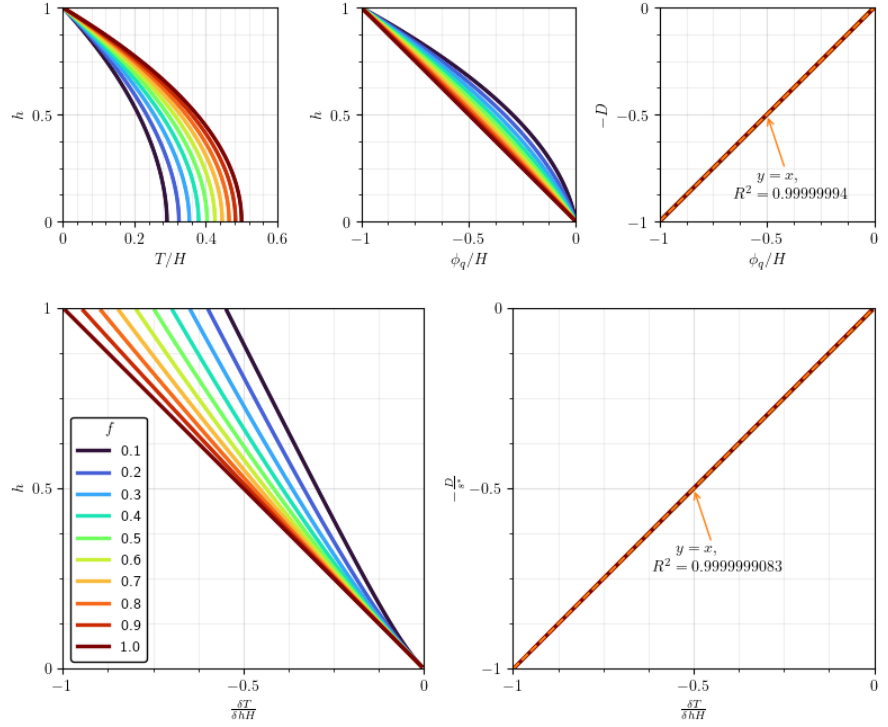 1
h
0.5
0
0
0.2
0.4
0.6
T/H
1
h
0.5
0
−1
−0.5
0
ϕ_q/H
0
−D
−0.5
−1
y = x,
R² = 0.99999994
−1
−0.5
0
ϕ_q/H
1
h
0.5
0
f
0.1
0.2
0.3
0.4
0.5
0.6
0.7
0.8
0.9
1.0
−1
−0.5
0
δT/δhH
0
−D/s*
−0.5
−1
y = x,
R² = 0.9999999083
−1
−0.5
0
δT/δhH